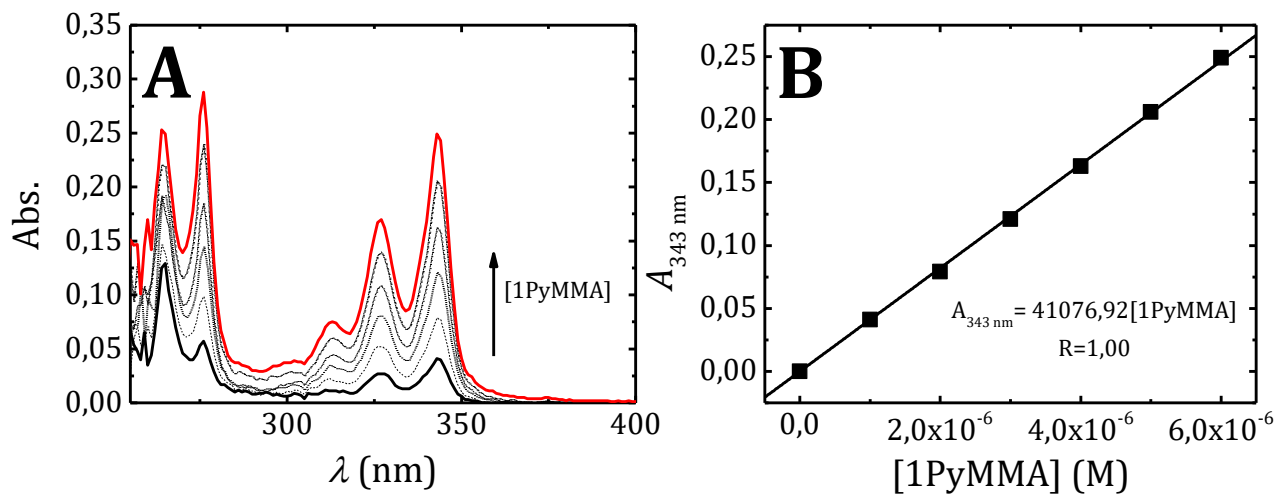 A
0,35
0,30
0,25
0,20
0,15
0,10
0,05
0,00
Abs.
300
350
400
λ (nm)
[1PyMMA]
B
0,25
0,20
0,15
0,10
0,05
0,00
A343 nm
A343 nm= 41076,92[1PyMMA]
R=1,00
0,0
2,0x10-6
4,0x10-6
6,0x10-6
[1PyMMA] (M)